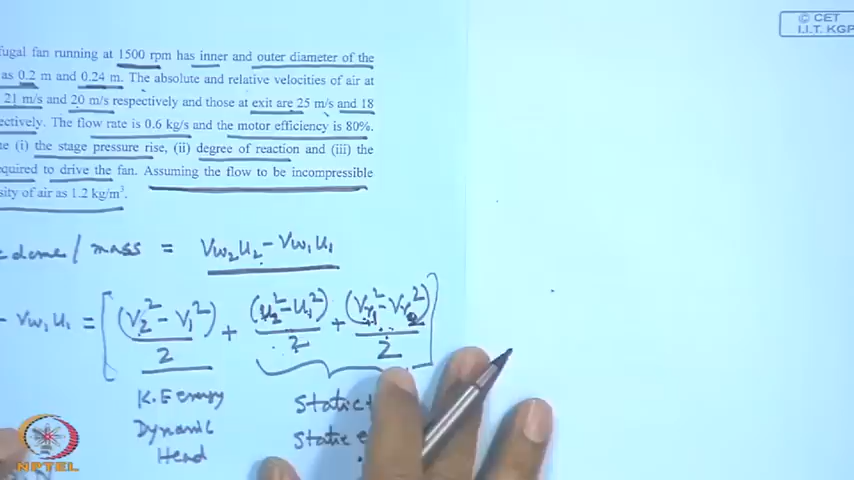 © CET
I.I.T. KGP
fugal fan running at 1500 rpm has inner and outer diameter of the
as 0.2 m and 0.24 m. The absolute and relative velocities of air at
21 m/s and 20 m/s respectively and those at exit are 25 m/s and 18
ectively. The flow rate is 0.6 kg/s and the motor efficiency is 80%.
e (i) the stage pressure rise, (ii) degree of reaction and (iii) the
equired to drive the fan. Assuming the flow to be incompressible
sity of air as 1.2 kg/m³.
done/mass = Vw₂U₂ - Vw₁U₁
- Vw₁U₁ = [(V₂² - V₁²)/2 + (U₂² - U₁²)/2 + (Vr₁² - Vr₂²)/2]
K.Energy Static
Dynamic Static e
Head
NPTEL